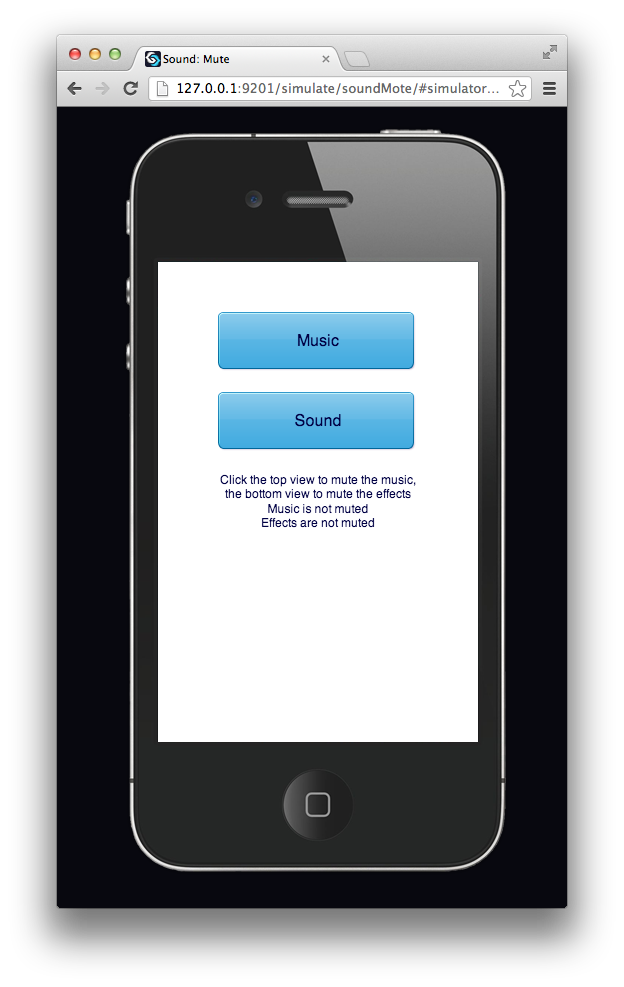 Sound: Mute
127.0.0.1:9201/simulate/soundMote/#simulator...
Music
Sound
Click the top view to mute the music,
the bottom view to mute the effects
Music is not muted
Effects are not muted